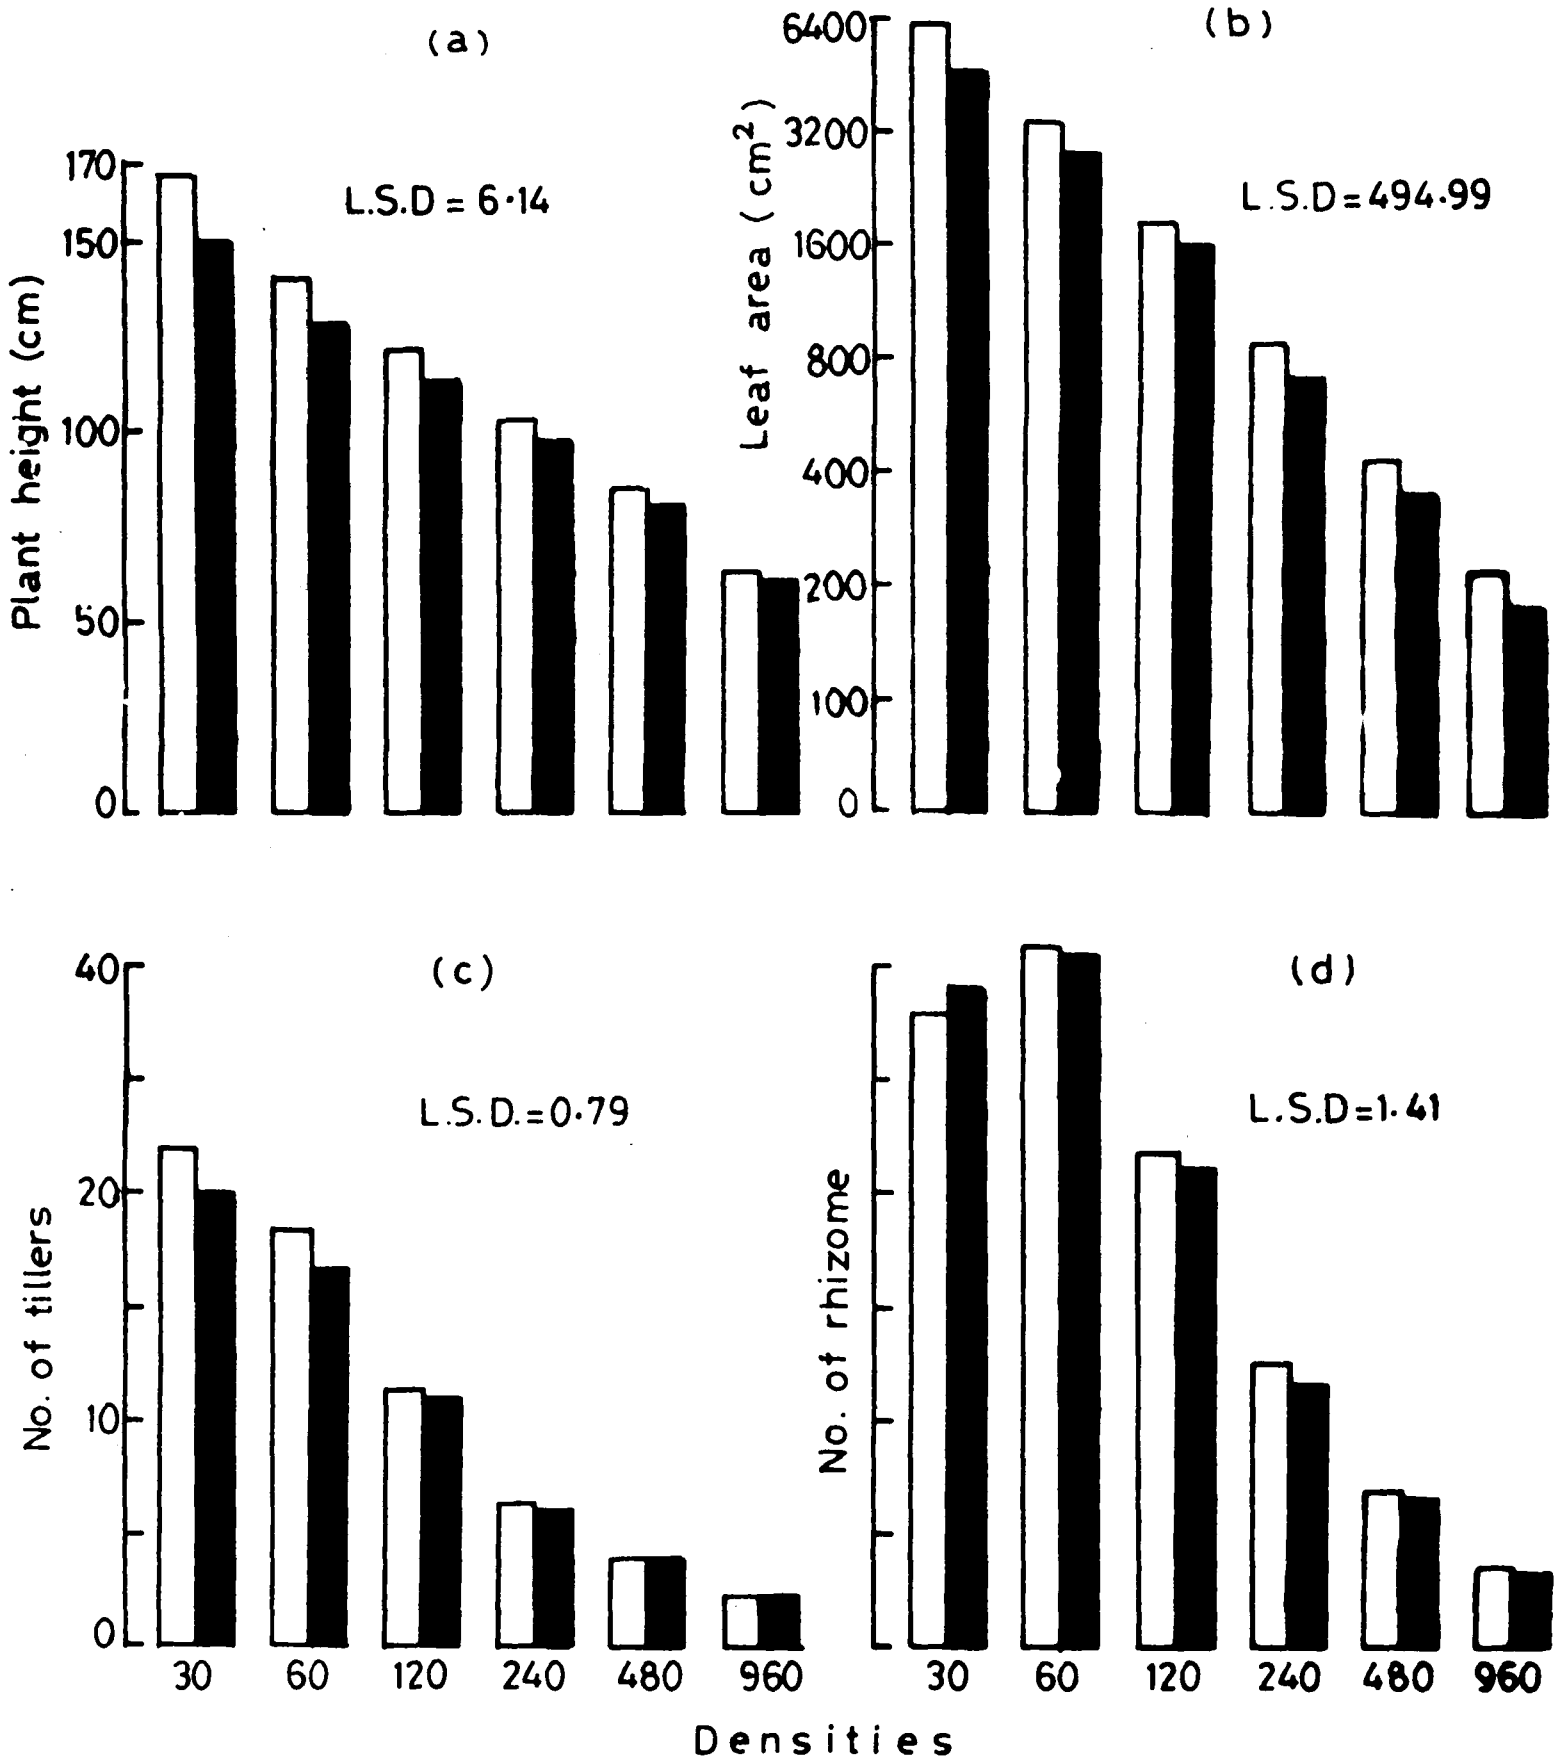 (a)
170
150
100
50
0
Plant height (cm)
L.S.D = 6·14
(b)
6400
3200
1600
800
400
200
100
0
Leaf area (cm²)
L.S.D=494·99
(c)
40
20
10
0
No. of tillers
L.S.D.=0·79
30 60 120 240 480 960
(d)
No. of rhizome
L.S.D=1·41
30 60 120 240 480 960
Densities